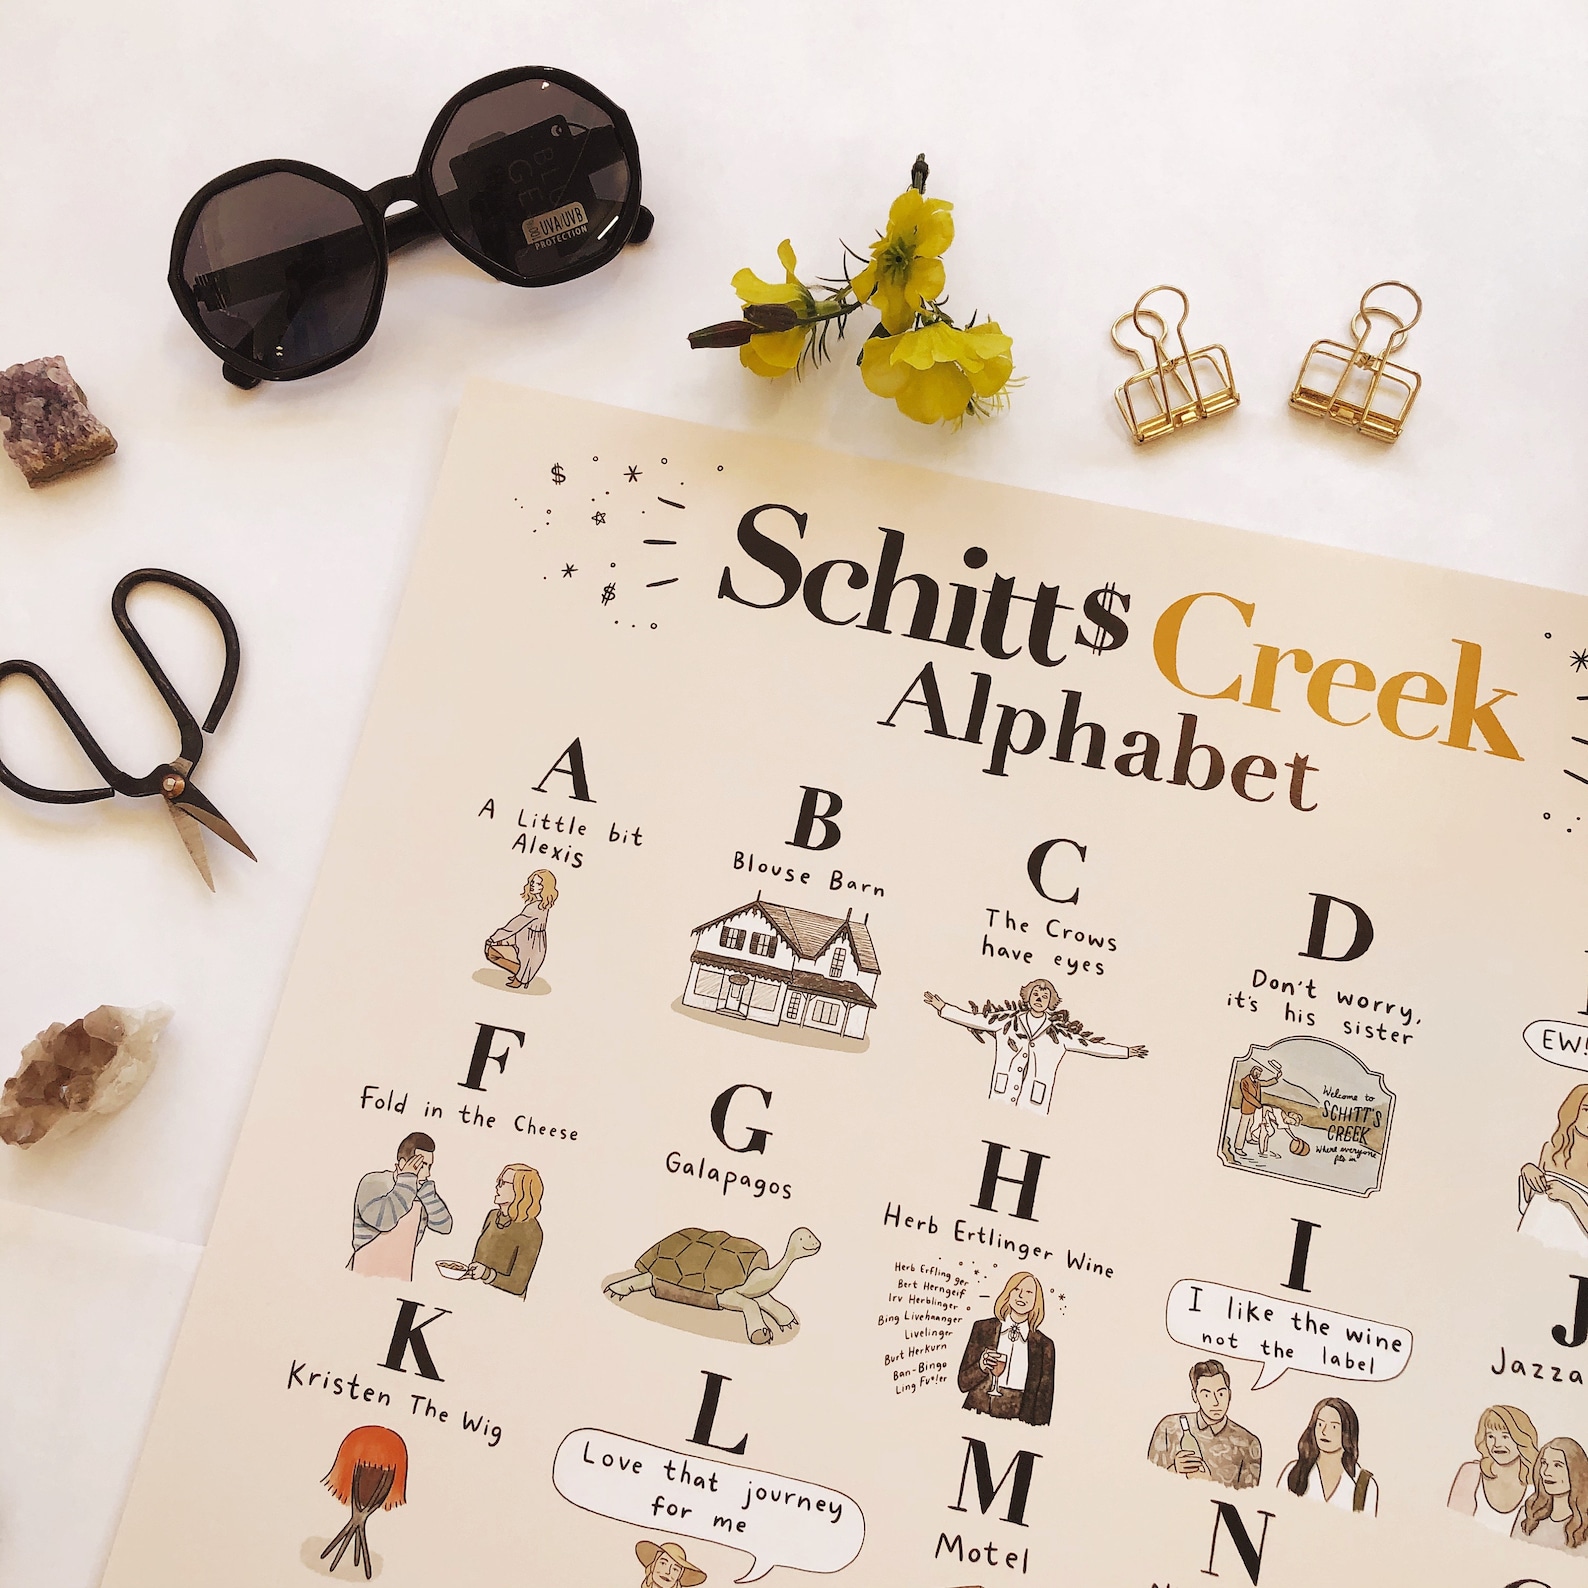 UVA/UVB
PROTECTION
$
$
Schitt$ Creek
Alphabet
A
A Little bit
Alexis
B
Blouse Barn
C
The Crows
have eyes
D
Don't worry,
it's his sister
Welcome to
SCHITT'S
CREEK
Where everyone
fits in
EW!
F
Fold in the Cheese
G
Galapagos
H
Herb Ertlinger Wine
Herb Erfling ger
Bert Herngeif
Irv Herblinger
Bing Livehaanger
Livelinger
Burt Herkurn
Ban-Bingo
Ling Fu*!er
I
I like the wine
not the label
J
Jazza
K
Kristen The Wig
L
Love that journey
for me
M
Motel
N